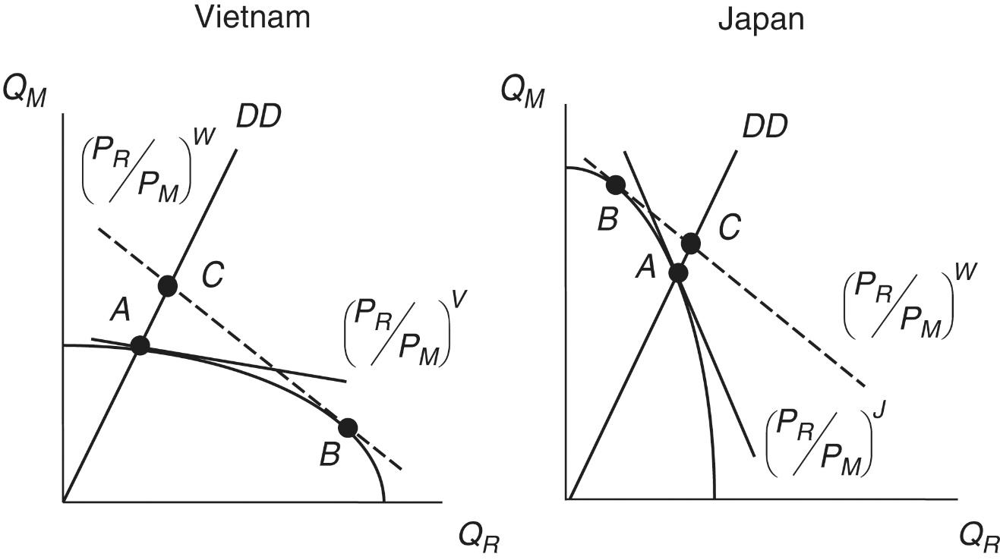 Vietnam
Q_M
DD
(P_R/P_M)^W
C
A
(P_R/P_M)^V
B
Q_R
Japan
Q_M
DD
B
C
A
(P_R/P_M)^W
(P_R/P_M)^J
Q_R